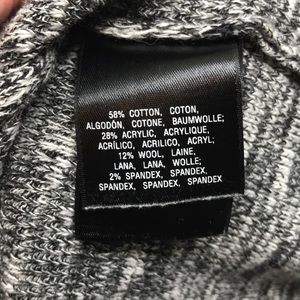 58% COTTON, COTON,
ALGODÓN, COTONE, BAUMWOLLE;
28% ACRYLIC, ACRYLIQUE,
ACRÍLICO, ACRILICO, ACRYL;
12% WOOL, LAINE,
LANA, LANA, WOLLE;
2% SPANDEX, SPANDEX,
SPANDEX, SPANDEX, SPANDEX